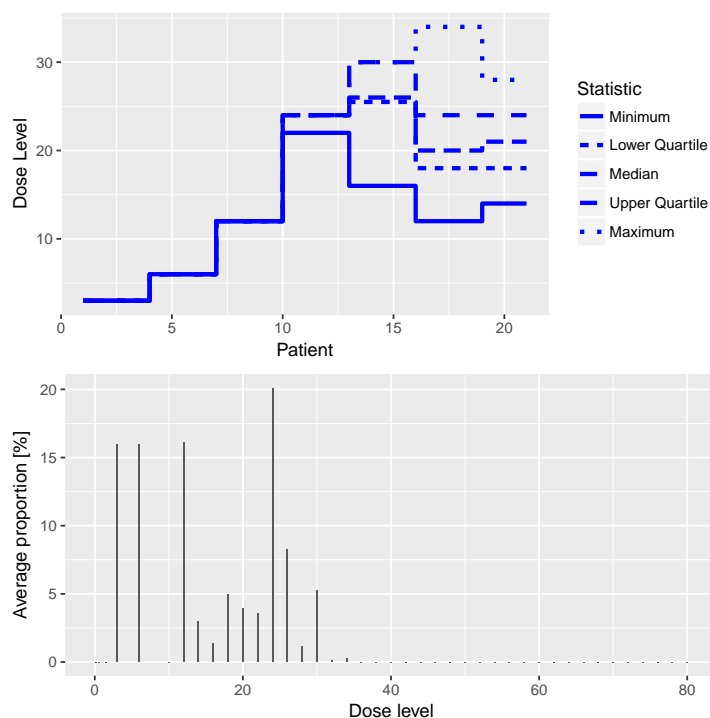 Dose Level
30
20
10
0
5
10
15
20
Patient
Statistic
Minimum
Lower Quartile
Median
Upper Quartile
Maximum
Average proportion [%]
20
15
10
5
0
0
20
40
60
80
Dose level